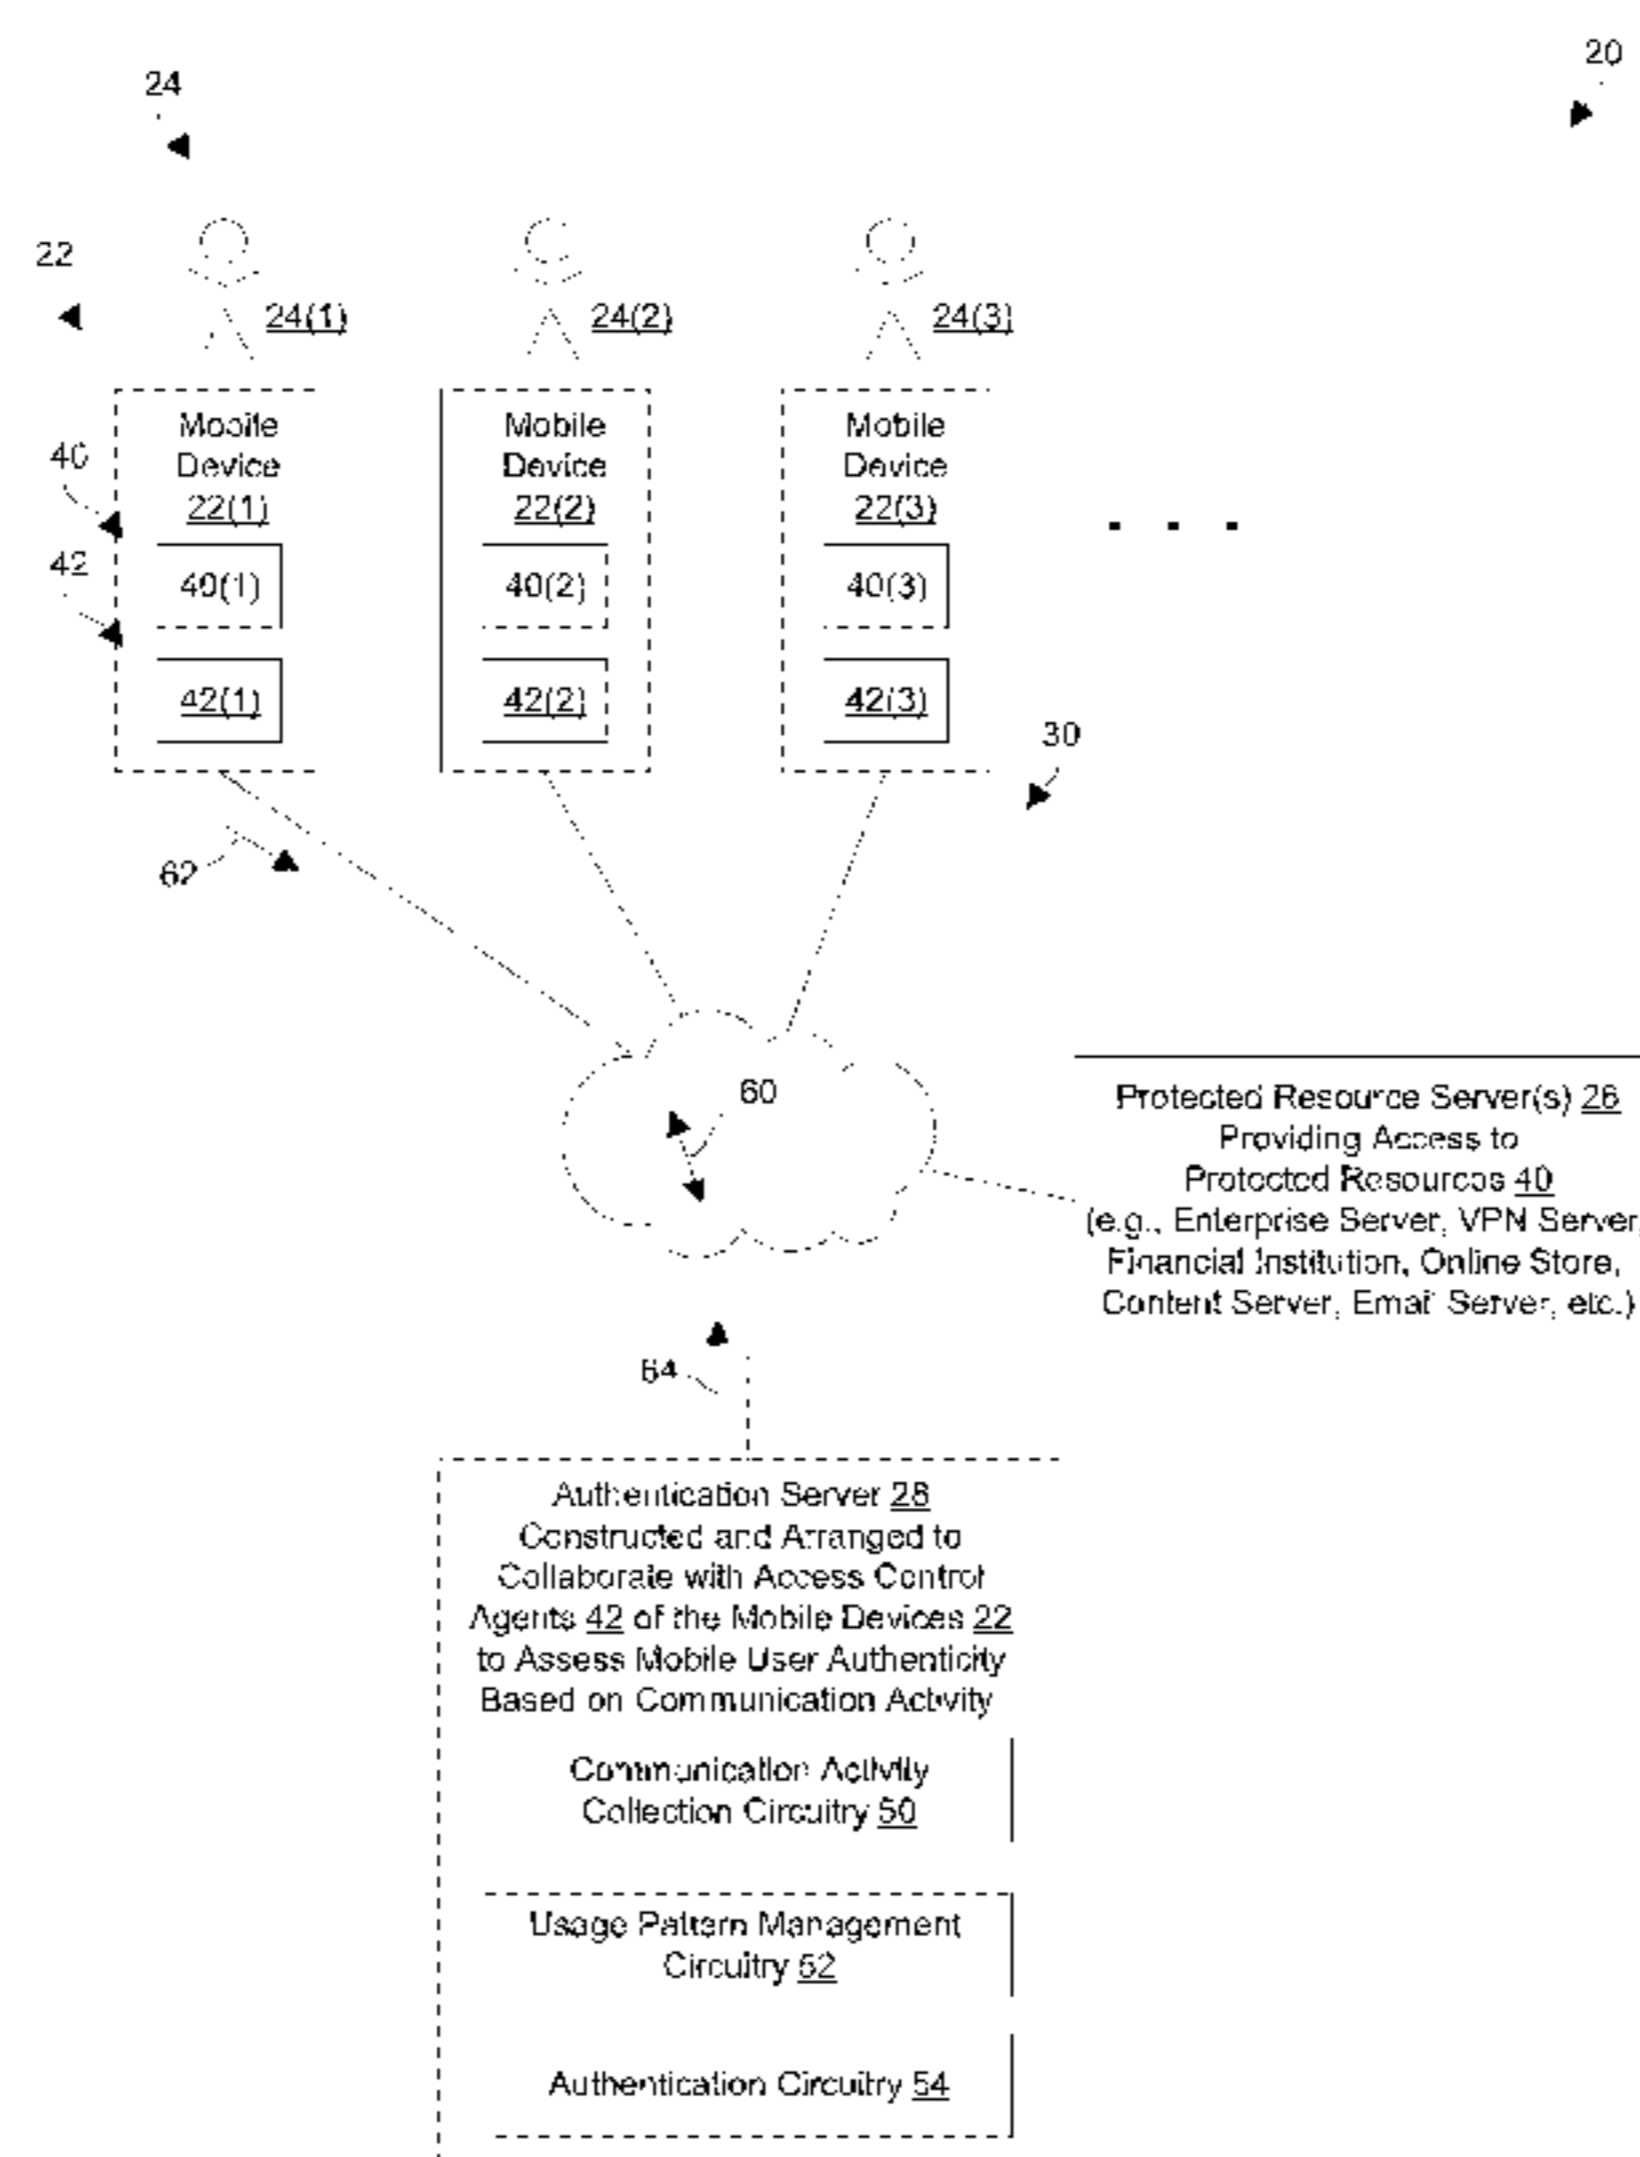 20
24
22
24(1) 24(2) 24(3)
Mobile Device 22(1)
Mobile Device 22(2)
Mobile Device 22(3)
40
42
40(1) 40(2) 40(3)
42(1) 42(2) 42(3)
. . .
30
62
60
Protected Resource Server(s) 26
Providing Access to
Protected Resources 40
(e.g., Enterprise Server, VPN Server,
Financial Institution, Online Store,
Content Server, Email Server, etc.)
64
Authentication Server 28
Constructed and Arranged to
Collaborate with Access Control
Agents 42 of the Mobile Devices 22
to Assess Mobile User Authenticity
Based on Communication Activity
Communication Activity
Collection Circuitry 50
Usage Pattern Management
Circuitry 52
Authentication Circuitry 54